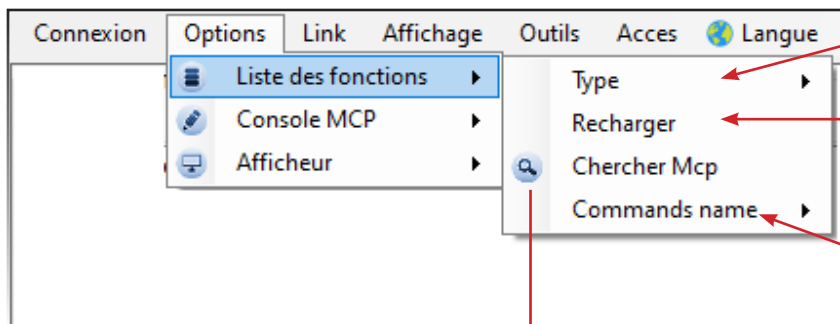 Connexion Options Link Affichage Outils Acces Langue
Liste des fonctions
Console MCP
Afficheur
Type
Recharger
Chercher Mcp
Commands name